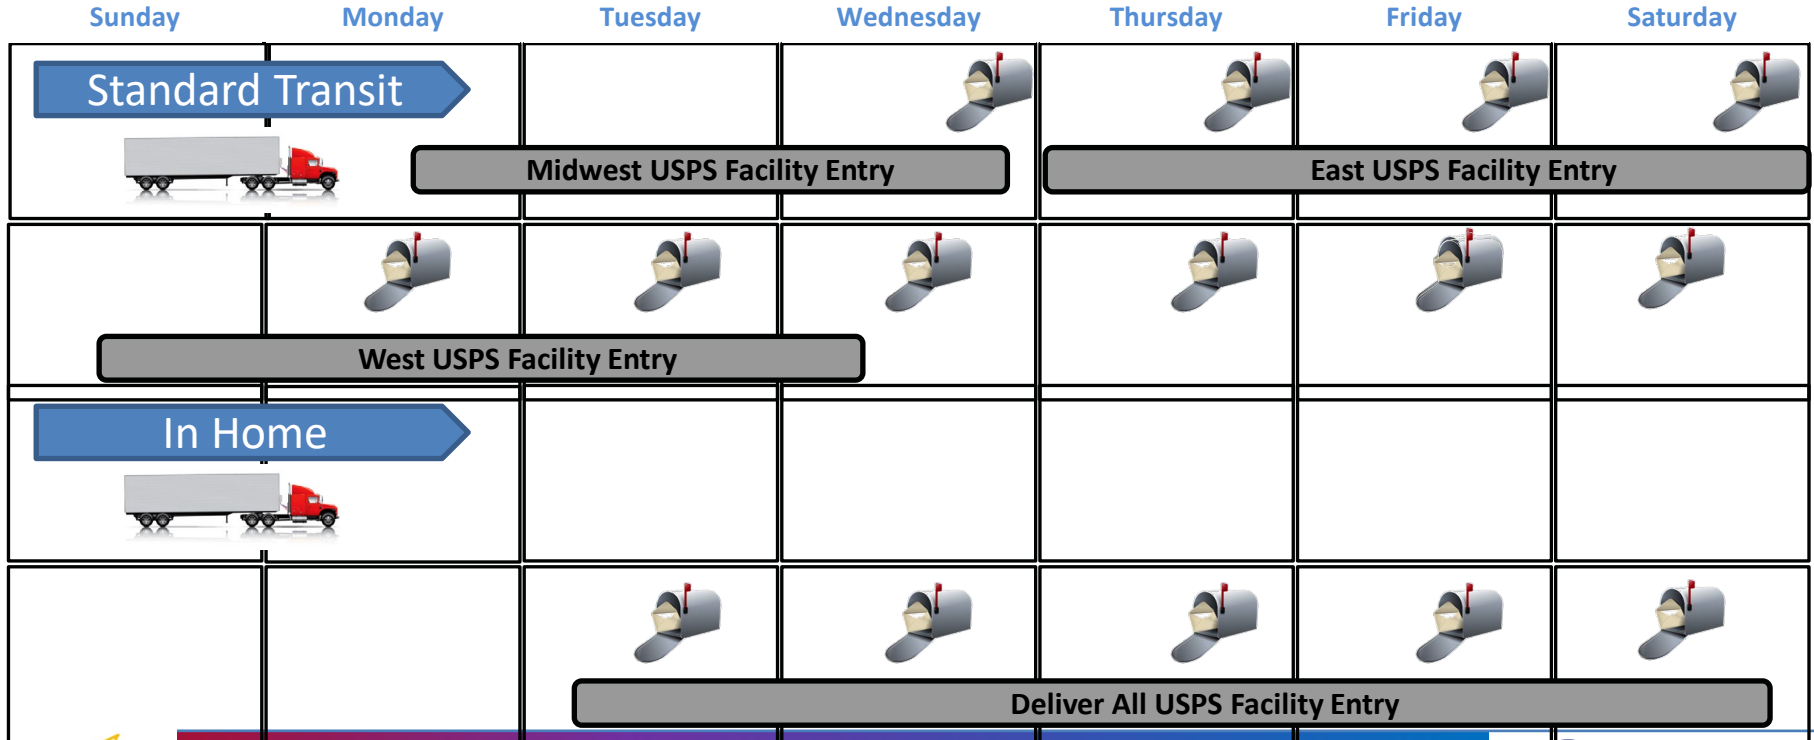 Sunday Monday Tuesday Wednesday Thursday Friday Saturday
Standard Transit
Midwest USPS Facility Entry East USPS Facility Entry
West USPS Facility Entry
In Home
Deliver All USPS Facility Entry